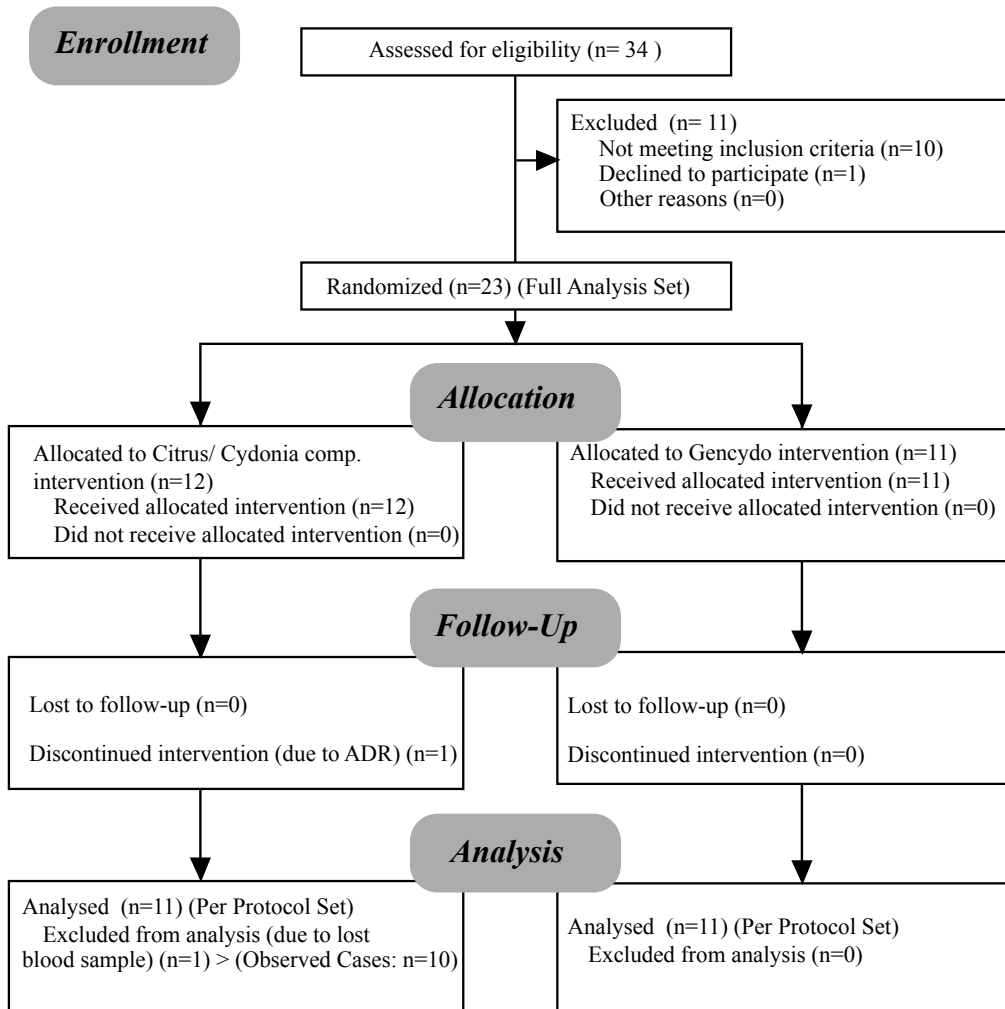 Enrollment
Assessed for eligibility (n= 34 )
Excluded (n= 11)
Not meeting inclusion criteria (n=10)
Declined to participate (n=1)
Other reasons (n=0)
Randomized (n=23) (Full Analysis Set)
Allocation
Allocated to Citrus/ Cydonia comp.
intervention (n=12)
Received allocated intervention (n=12)
Did not receive allocated intervention (n=0)
Allocated to Gencydo intervention (n=11)
Received allocated intervention (n=11)
Did not receive allocated intervention (n=0)
Follow-Up
Lost to follow-up (n=0)
Discontinued intervention (due to ADR) (n=1)
Lost to follow-up (n=0)
Discontinued intervention (n=0)
Analysis
Analysed (n=11) (Per Protocol Set)
Excluded from analysis (due to lost
blood sample) (n=1) > (Observed Cases: n=10)
Analysed (n=11) (Per Protocol Set)
Excluded from analysis (n=0)